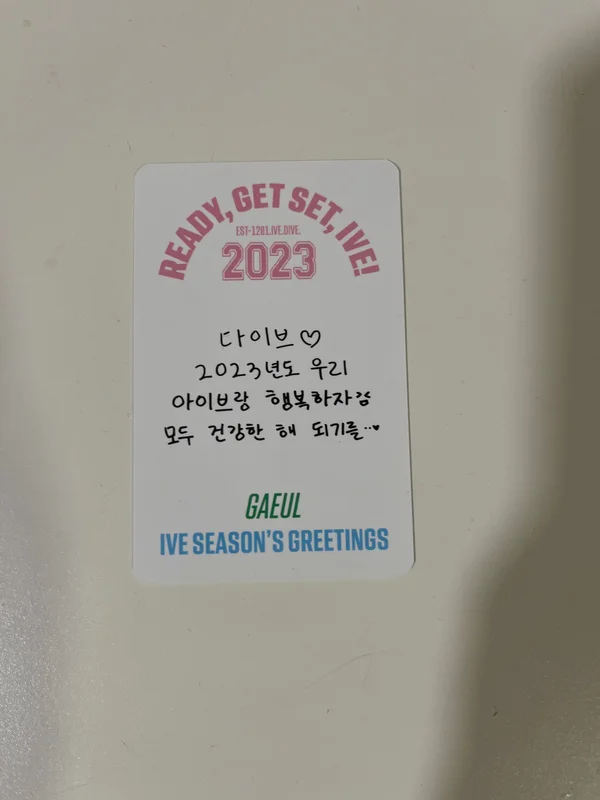 READY, GET SET, IVE!
EST-1201.IVE.DIVE.
2023
다이브♡
2023년도 우리
아이브랑 행복하자감
모두 건강한 해 되기를··♥
GAEUL
IVE SEASON'S GREETINGS